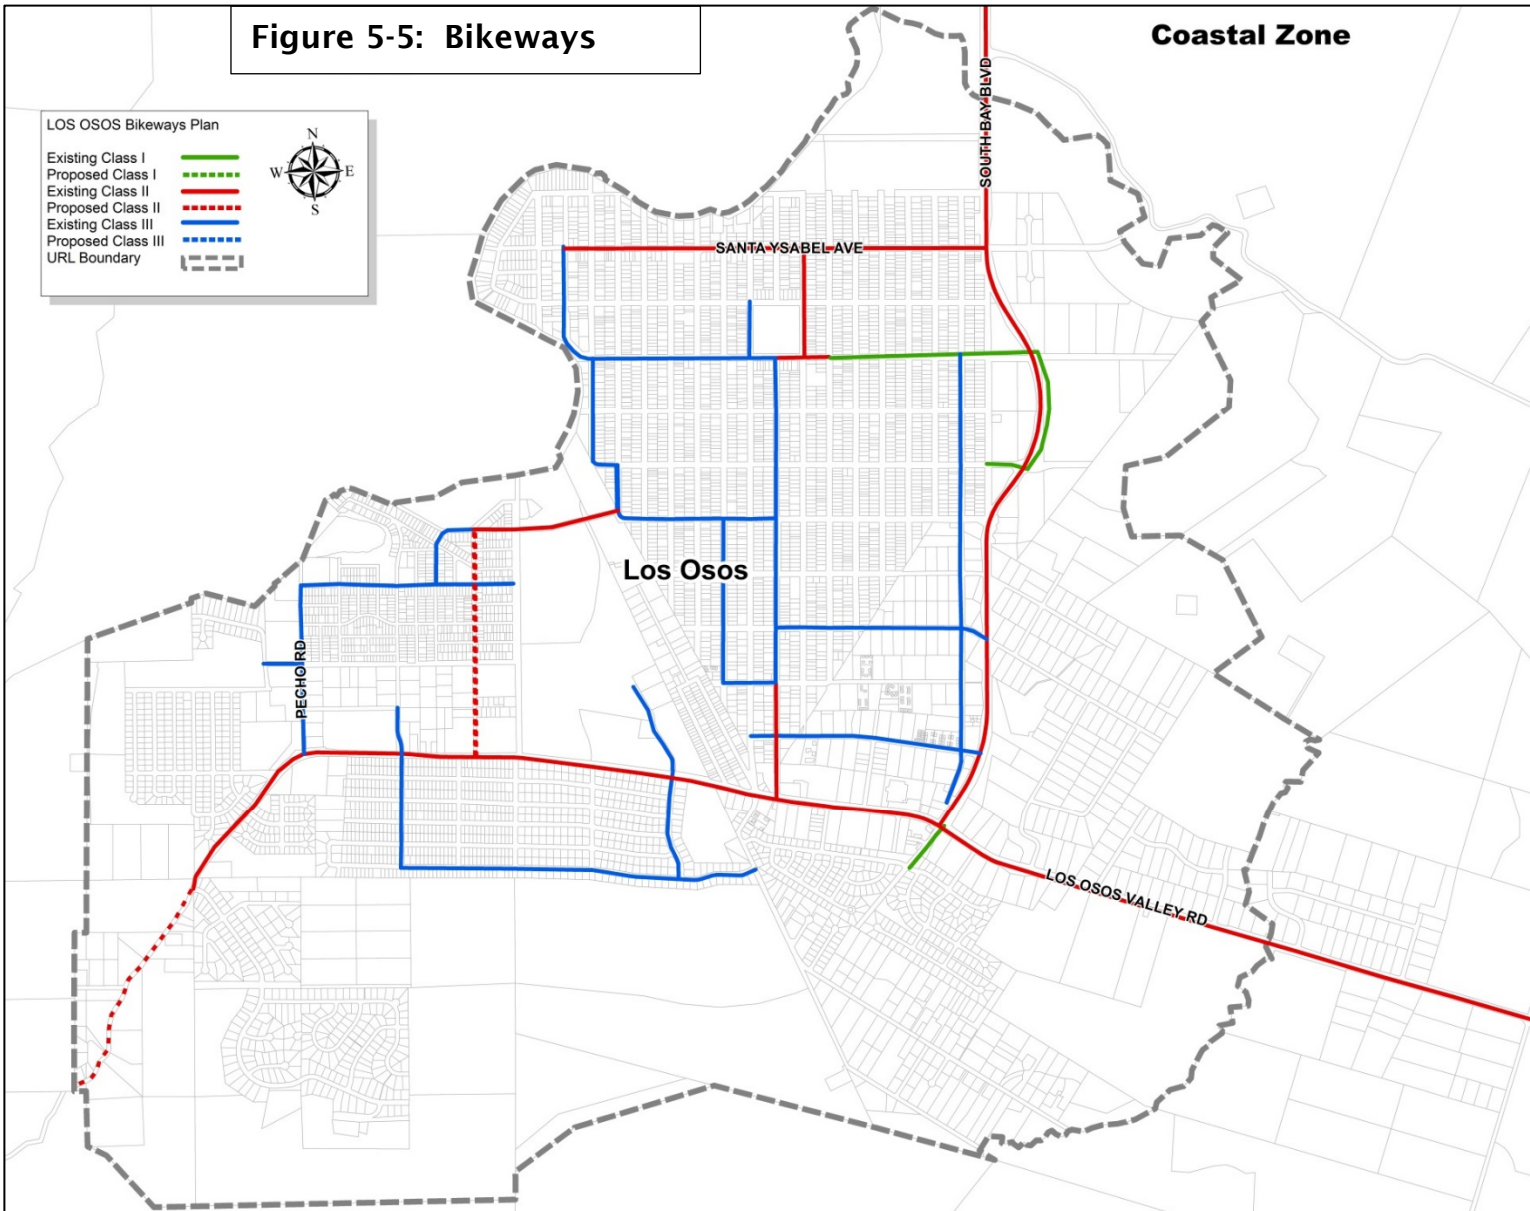 Figure 5-5: Bikeways
Coastal Zone
LOS OSOS Bikeways Plan
Existing Class I
Proposed Class I
Existing Class II
Proposed Class II
Existing Class III
Proposed Class III
URL Boundary
N
W
E
S
SOUTH BAY BLVD
SANTA YSABEL AVE
Los Osos
PECHO RD
LOS OSOS VALLEY RD